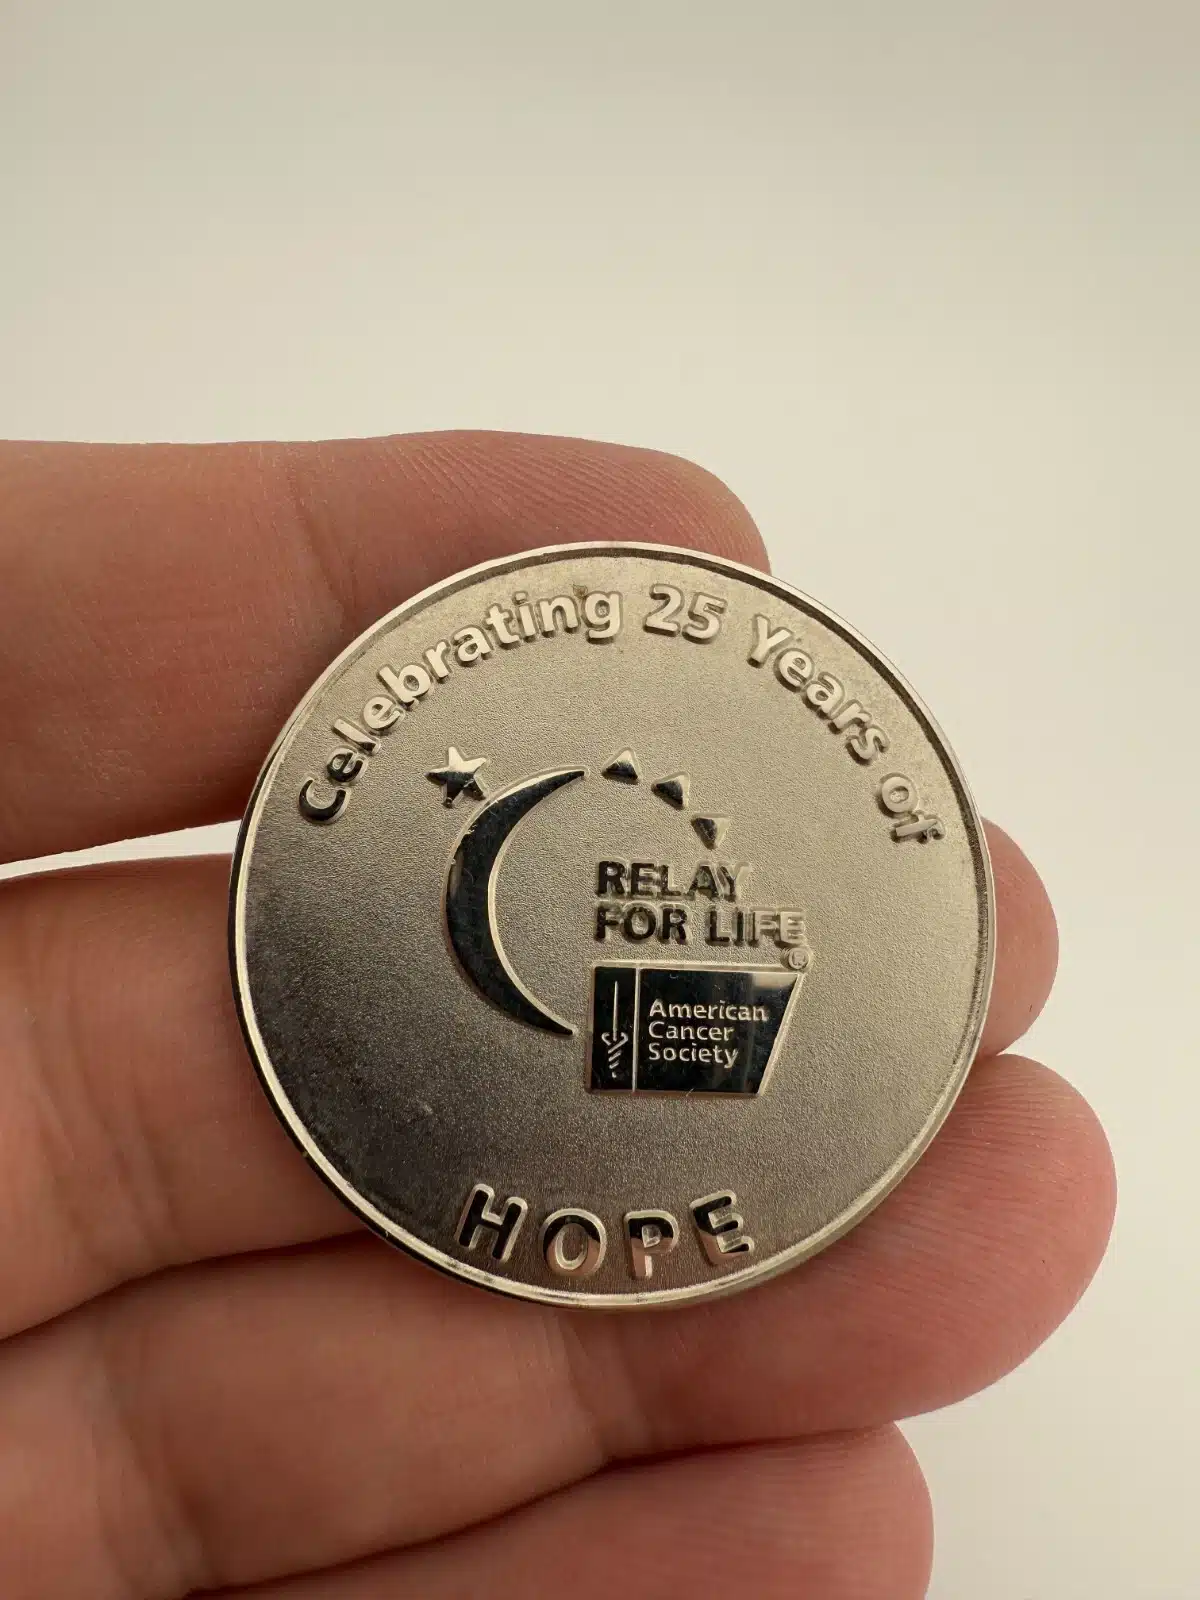 Celebrating 25 Years of
RELAY
FOR LIFE®
American
Cancer
Society
HOPE